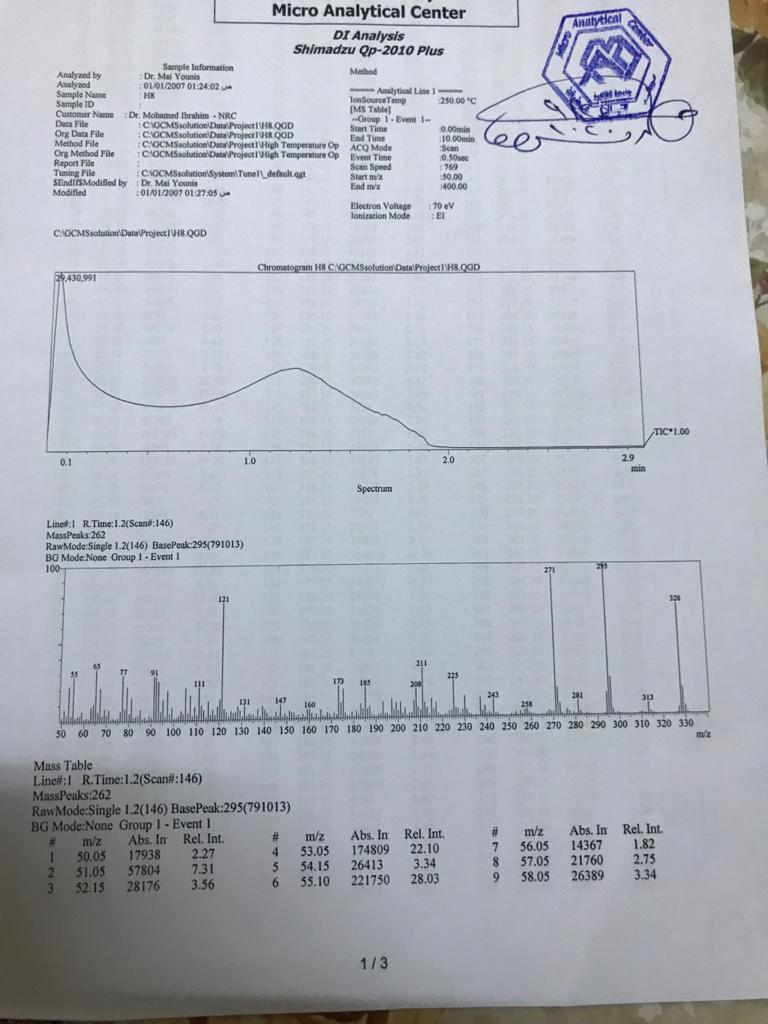 Micro Analytical Center
DI Analysis
Shimadzu Qp-2010 Plus
Micro Analytical Center
Sample Information
Analyzed by : Dr. Mai Younis
Analyzed : 01/01/2007 01:24:02 ص
Sample Name : H8
Sample ID :
Customer Name : Dr. Mohamed Ibrahim - NRC
Data File : C:\GCMSsolution\Data\Project1\H8.QGD
Org Data File : C:\GCMSsolution\Data\Project1\H8.QGD
Method File : C:\GCMSsolution\Data\Project1\High Temperature Op
Org Method File : C:\GCMSsolution\Data\Project1\High Temperature Op
Report File :
Tuning File : C:\GCMSsolution\System\Tune1\_default.qgt
$EndIf$Modified by : Dr. Mai Younis
Modified : 01/01/2007 01:27:05 ص
Method
Analytical Line 1
IonSourceTemp :250.00 °C
[MS Table]
--Group 1 - Event 1--
Start Time :0.00min
End Time :10.00min
ACQ Mode :Scan
Event Time :0.50sec
Scan Speed :769
Start m/z :50.00
End m/z :400.00
Electron Voltage : 70 eV
Ionization Mode : EI
C:\GCMSsolution\Data\Project1\H8.QGD
Chromatogram H8 C:\GCMSsolution\Data\Project1\H8.QGD
29,430,991
TIC*1.00
0.1 1.0 2.0 2.9
min
Spectrum
Line#:1 R.Time:1.2(Scan#:146)
MassPeaks:262
RawMode:Single 1.2(146) BasePeak:295(791013)
BG Mode:None Group 1 - Event 1
100
55 65 77 91 111 121 131 147 160 173 185 208 211 225 243 258 271 281 295 313 328
50 60 70 80 90 100 110 120 130 140 150 160 170 180 190 200 210 220 230 240 250 260 270 280 290 300 310 320 330
m/z
Mass Table
Line#:1 R.Time:1.2(Scan#:146)
MassPeaks:262
RawMode:Single 1.2(146) BasePeak:295(791013)
BG Mode:None Group 1 - Event 1
# m/z Abs. In Rel. Int. # m/z Abs. In Rel. Int. # m/z Abs. In Rel. Int.
1 50.05 17938 2.27 4 53.05 174809 22.10 7 56.05 14367 1.82
2 51.05 57804 7.31 5 54.15 26413 3.34 8 57.05 21760 2.75
3 52.15 28176 3.56 6 55.10 221750 28.03 9 58.05 26389 3.34
1 / 3